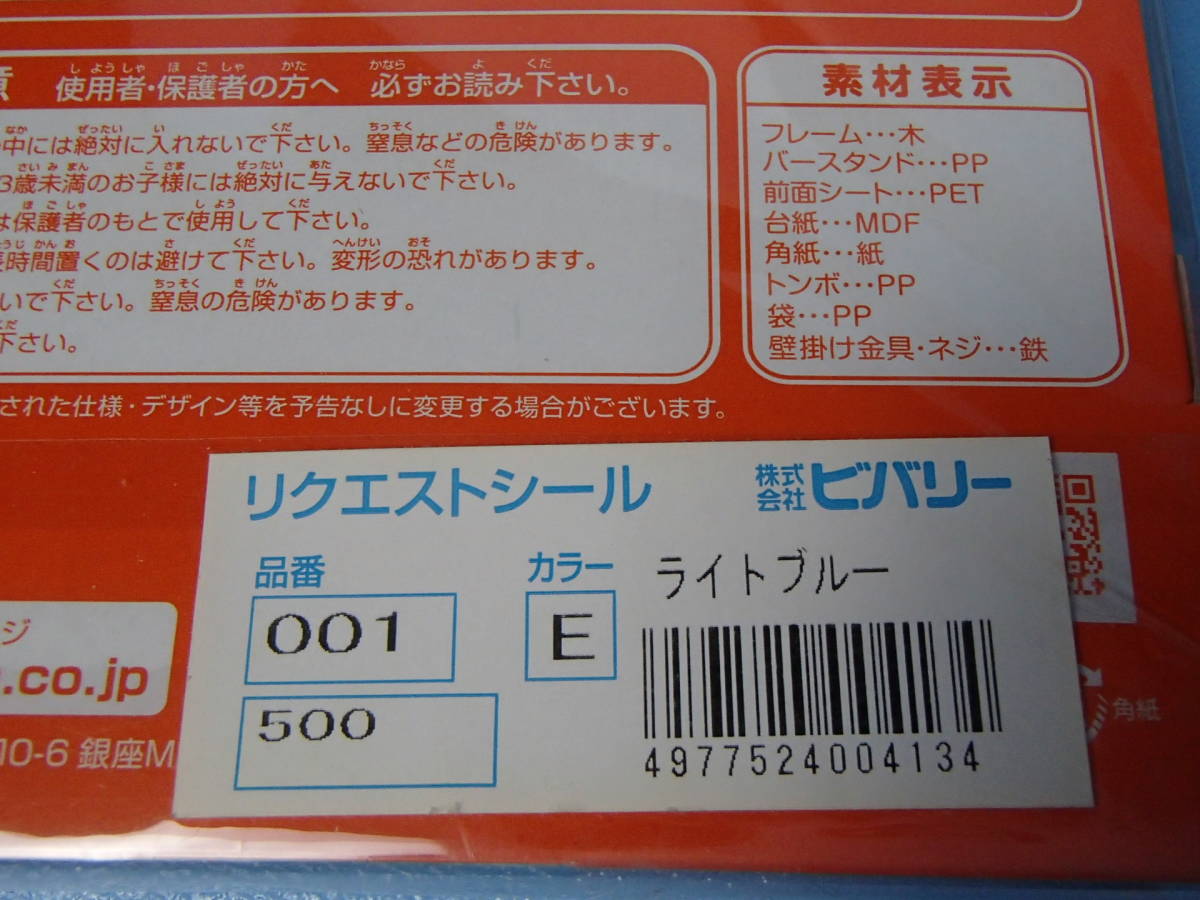 使用者・保護者の方へ 必ずお読み下さい。
中には絶対に入れないで下さい。窒息などの危険があります。
3歳未満のお子様には絶対に与えないで下さい。
は保護者のもとで使用して下さい。
時間置くのは避けて下さい。変形の恐れがあります。
いで下さい。窒息の危険があります。
下さい。
素材表示
フレーム…木
バースタンド…PP
前面シート…PET
台紙…MDF
角紙…紙
トンボ…PP
袋…PP
壁掛け金具・ネジ…鉄
された仕様・デザイン等を予告なしに変更する場合がございます。
リクエストシール
株式会社 ビバリー
品番
001
500
カラー
E
ライトブルー
4977524004134
ジ
.co.jp
10-6 銀座M
角紙